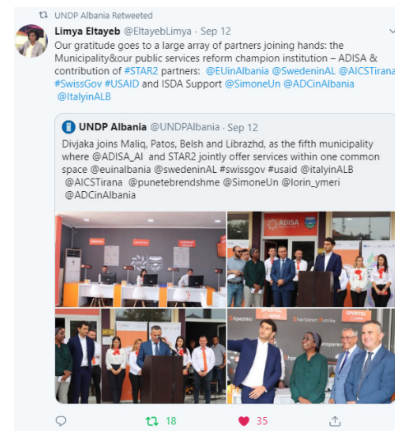 UNDP Albania Retweeted
Limya Eltayeb @EltayebLimya · Sep 12
Our gratitude goes to a large array of partners joining hands: the
Municipality&our public services reform champion institution – ADISA &
contribution of #STAR2 partners: @EUinAlbania @SwedeninAL @AICSTirana
#SwissGov #USAID and ISDA Support @SimoneUn @ADCinAlbania
@ItalyinALB
UNDP Albania @UNDPAlbania · Sep 12
Divjaka joins Maliq, Patos, Belsh and Librazhd, as the fifth municipality
where @ADISA_Al and STAR2 jointly offer services within one common
space @euinalbania @swedeninAL #swissgov #usaid @italyinALB
@AICSTirana @punetebrendshme @SimoneUn @lorin_ymeri
@ADCinAlbania
ADISA
SPORTEL
18
35